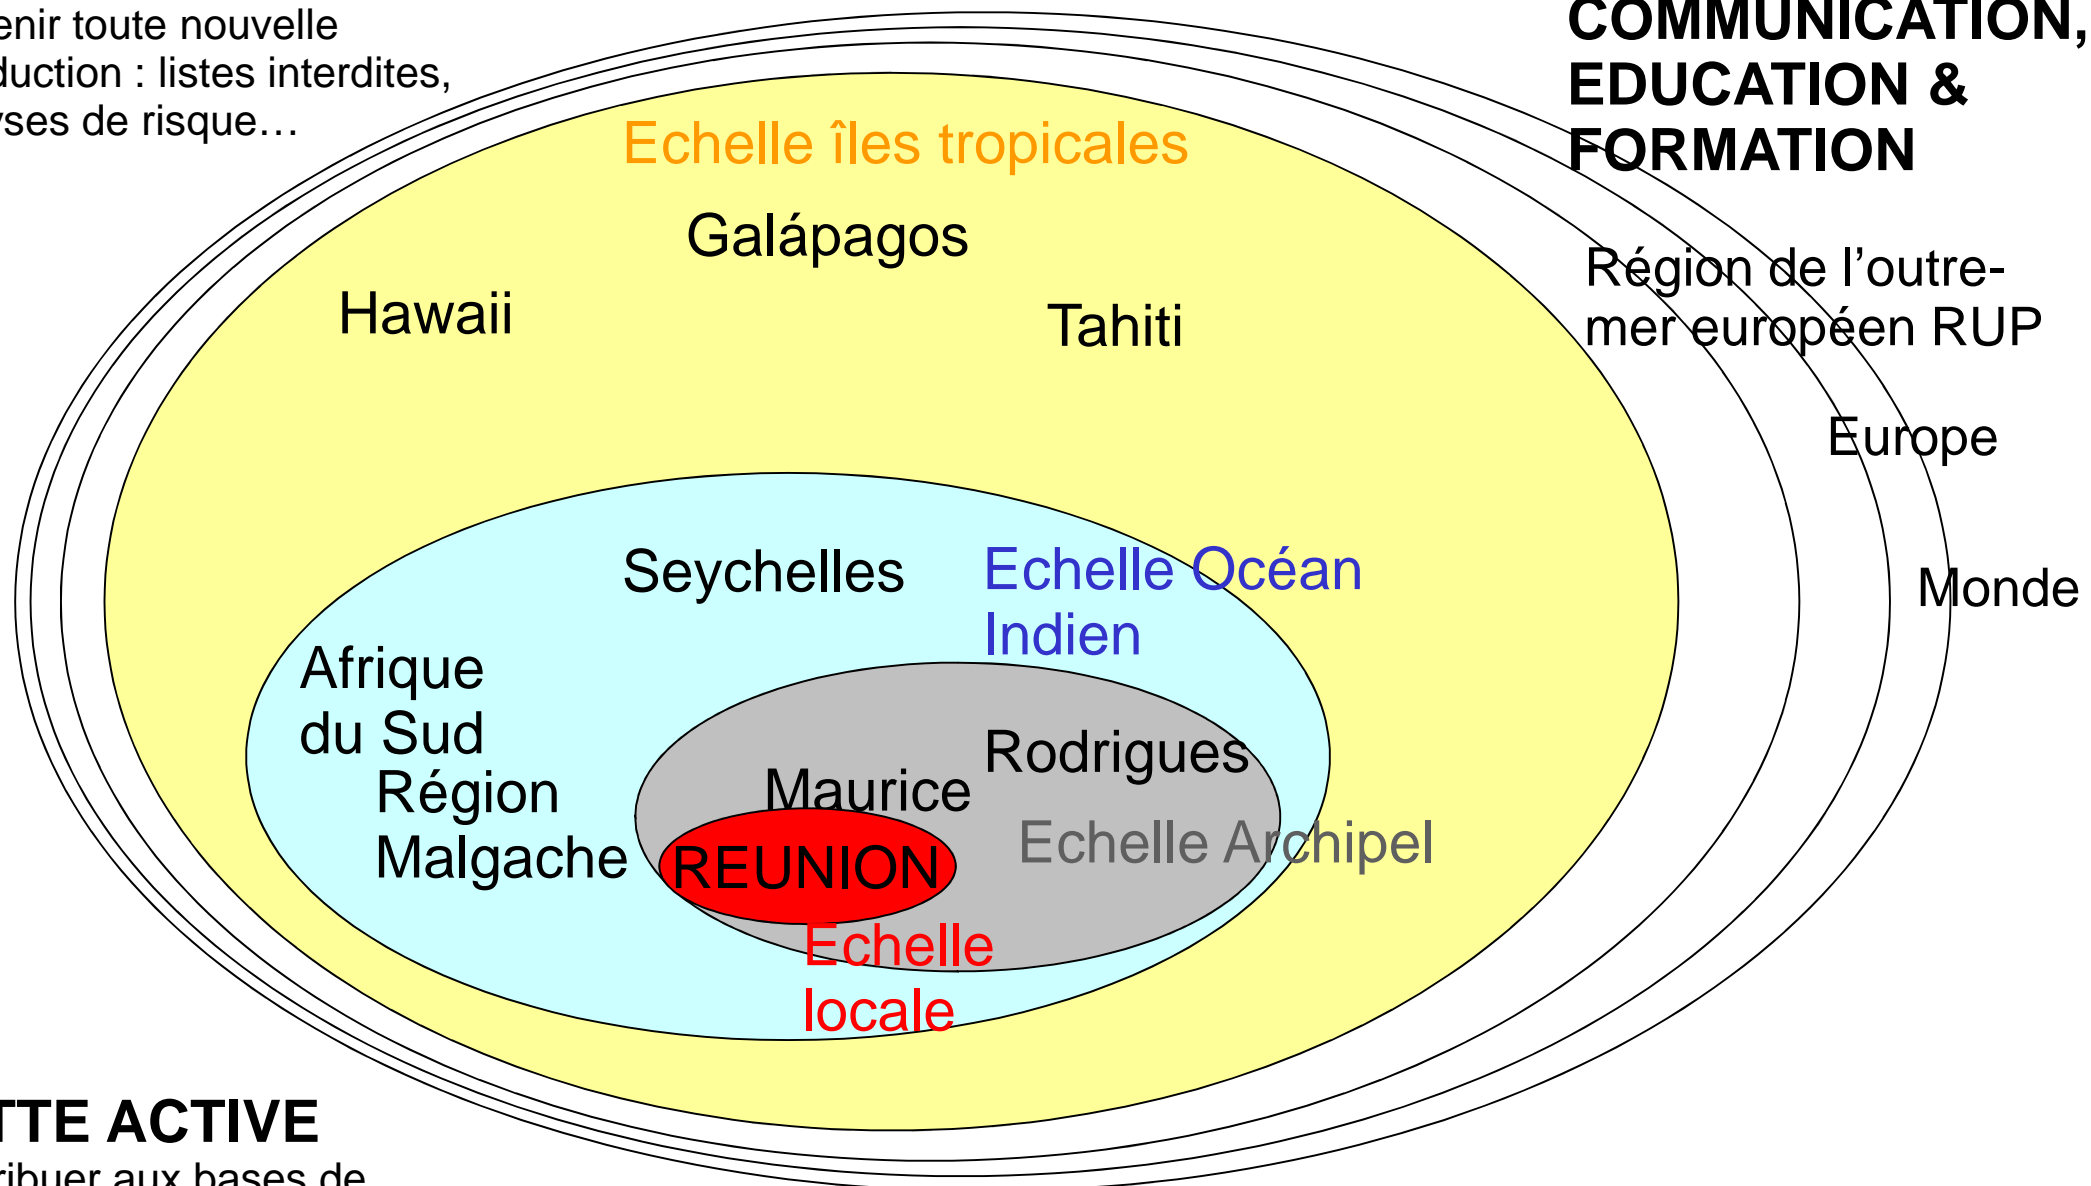 enir toute nouvelle
duction : listes interdites,
yses de risque…
COMMUNICATION,
EDUCATION &
FORMATION
Echelle îles tropicales
Galápagos
Hawaii
Tahiti
Région de l’outre-
mer européen RUP
Europe
Monde
Seychelles
Echelle Océan
Indien
Afrique
du Sud
Région
Malgache
Rodrigues
Maurice
Echelle Archipel
REUNION
Echelle
locale
TTE ACTIVE
ribuer aux bases de